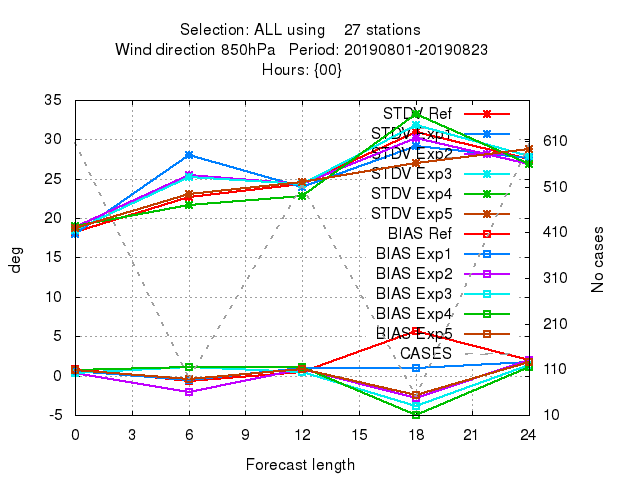 Selection: ALL using 27 stations
Wind direction 850hPa Period: 20190801-20190823
Hours: {00}
STDV Ref
STDV Exp1
STDV Exp2
STDV Exp3
STDV Exp4
STDV Exp5
BIAS Ref
BIAS Exp1
BIAS Exp2
BIAS Exp3
BIAS Exp4
BIAS Exp5
CASES
35
30
25
20
15
10
5
0
-5
deg
610
510
410
310
210
110
10
No cases
0 3 6 9 12 15 18 21 24
Forecast length